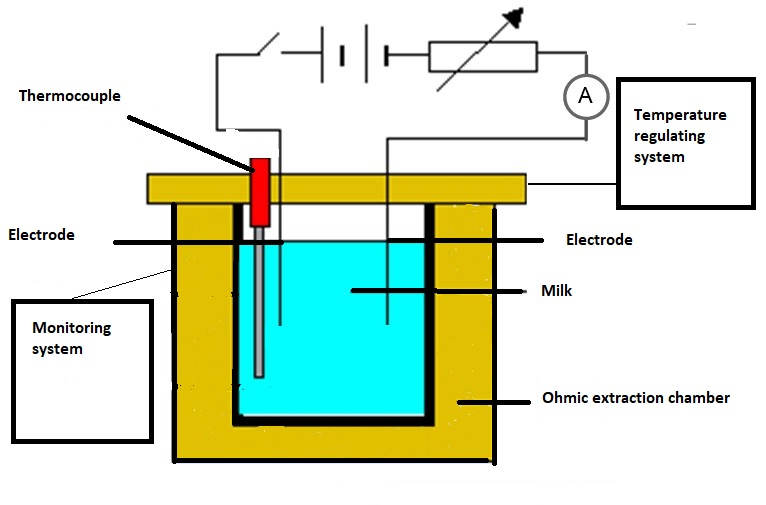 A
Thermocouple
Temperature
regulating
system
Electrode
Electrode
Milk
Monitoring
system
Ohmic extraction chamber